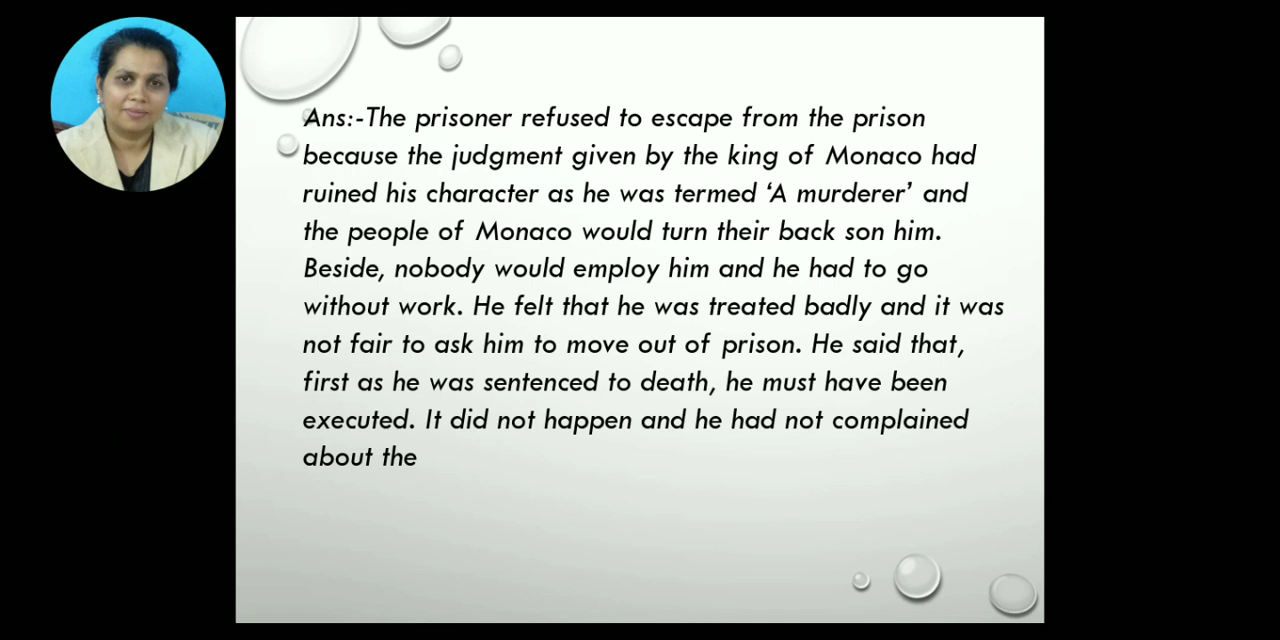 Ans:-The prisoner refused to escape from the prison
because the judgment given by the king of Monaco had
ruined his character as he was termed ‘A murderer’ and
the people of Monaco would turn their back son him.
Beside, nobody would employ him and he had to go
without work. He felt that he was treated badly and it was
not fair to ask him to move out of prison. He said that,
first as he was sentenced to death, he must have been
executed. It did not happen and he had not complained
about the